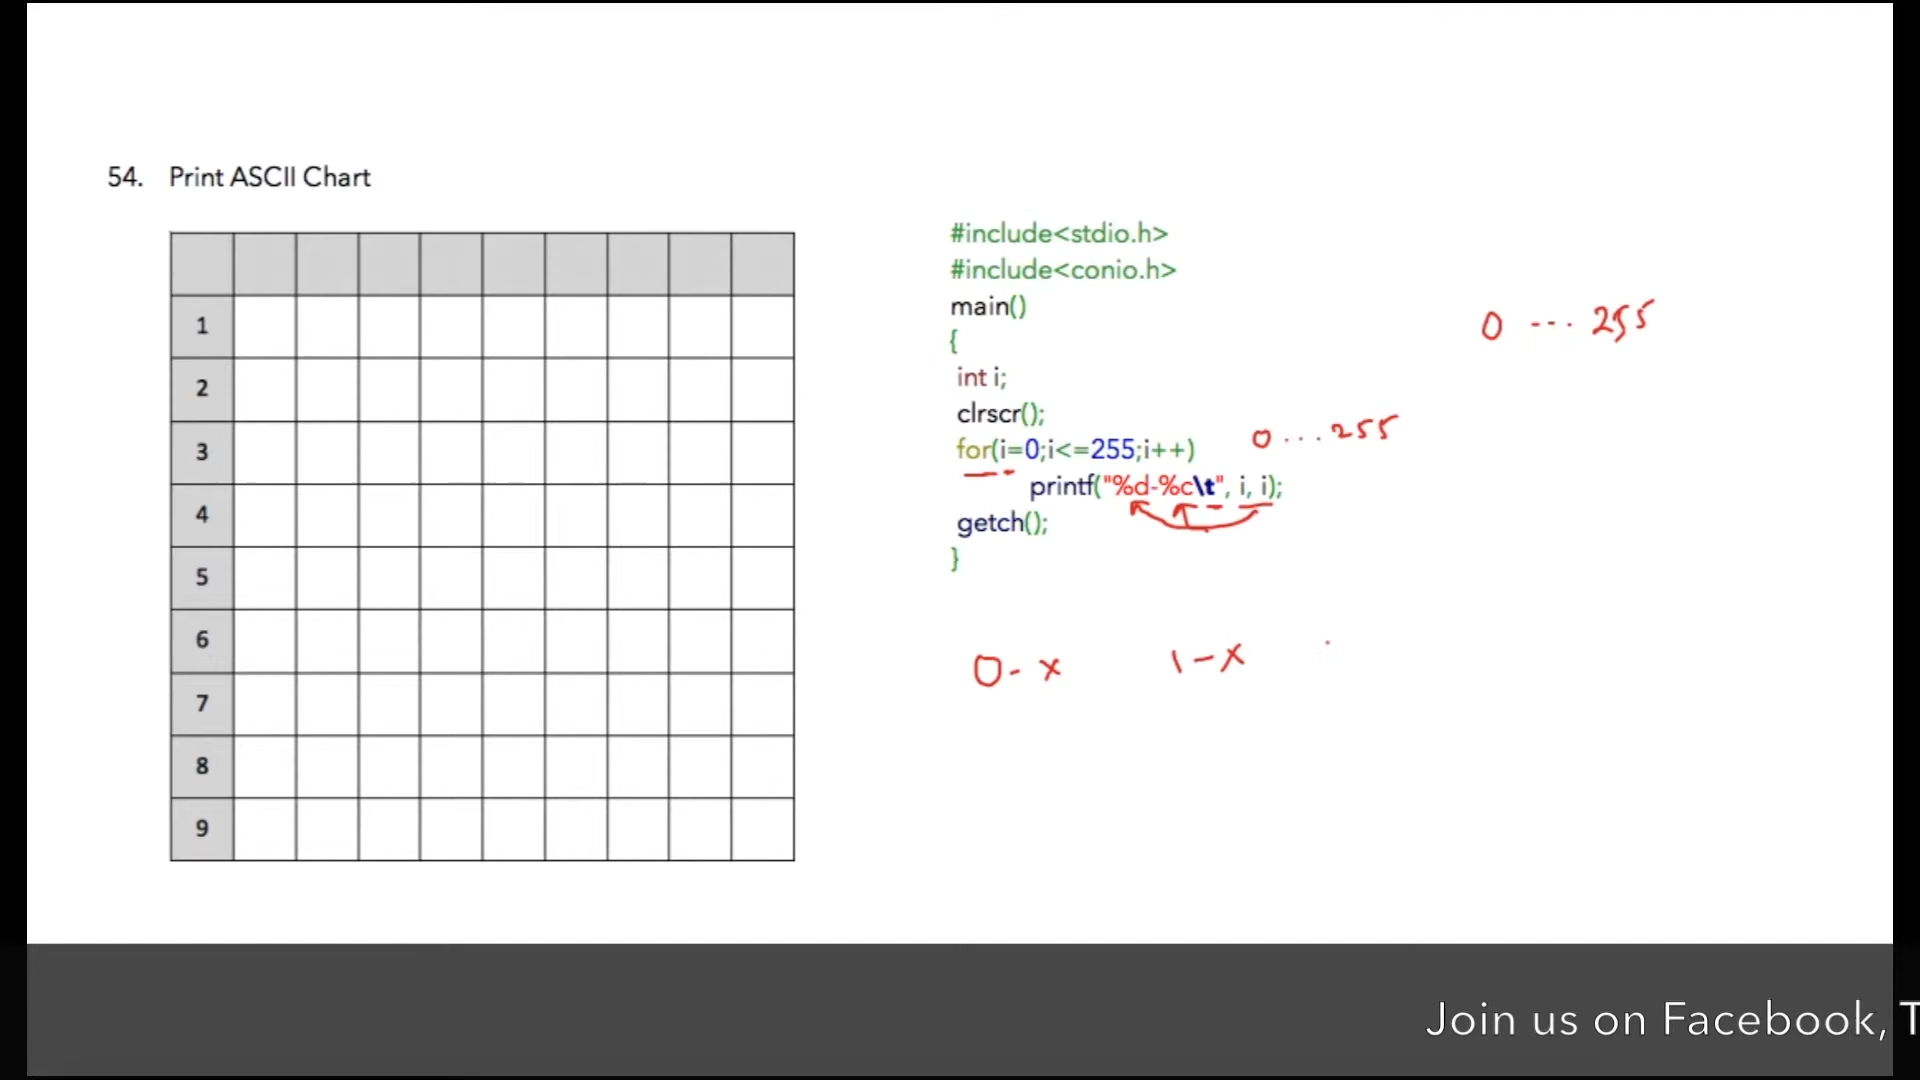 54. Print ASCII Chart
1
2
3
4
5
6
7
8
9
#include<stdio.h>
#include<conio.h>
main()
{
int i;
clrscr();
for(i=0;i<=255;i++)
printf("%d-%c\t", i, i);
getch();
}
0 ... 255
0 ... 255
0 - x 1 - x
Join us on Facebook, T